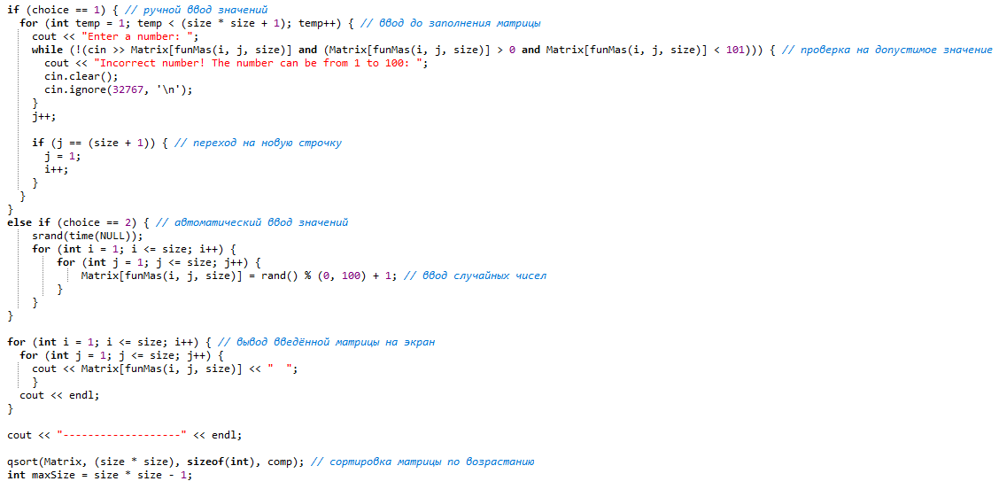 if (choice == 1) { // ручной ввод значений
  for (int temp = 1; temp < (size * size + 1); temp++) { // ввод до заполнения матрицы
    cout << "Enter a number: ";
    while (!(cin >> Matrix[funMas(i, j, size)] and (Matrix[funMas(i, j, size)] > 0 and Matrix[funMas(i, j, size)] < 101))) { // проверка на допустимое значение
      cout << "Incorrect number! The number can be from 1 to 100: ";
      cin.clear();
      cin.ignore(32767, '\n');
    }
    j++;

    if (j == (size + 1)) { // переход на новую строчку
      j = 1;
      i++;
    }
  }
}
else if (choice == 2) { // автоматический ввод значений
    srand(time(NULL));
    for (int i = 1; i <= size; i++) {
        for (int j = 1; j <= size; j++) {
            Matrix[funMas(i, j, size)] = rand() % (0, 100) + 1; // ввод случайных чисел
        }
    }
}

for (int i = 1; i <= size; i++) { // вывод введённой матрицы на экран
  for (int j = 1; j <= size; j++) {
    cout << Matrix[funMas(i, j, size)] << "  ";
    }
  cout << endl;
}

cout << "-------------------" << endl;

qsort(Matrix, (size * size), sizeof(int), comp); // сортировка матрицы по возрастанию
int maxSize = size * size - 1;